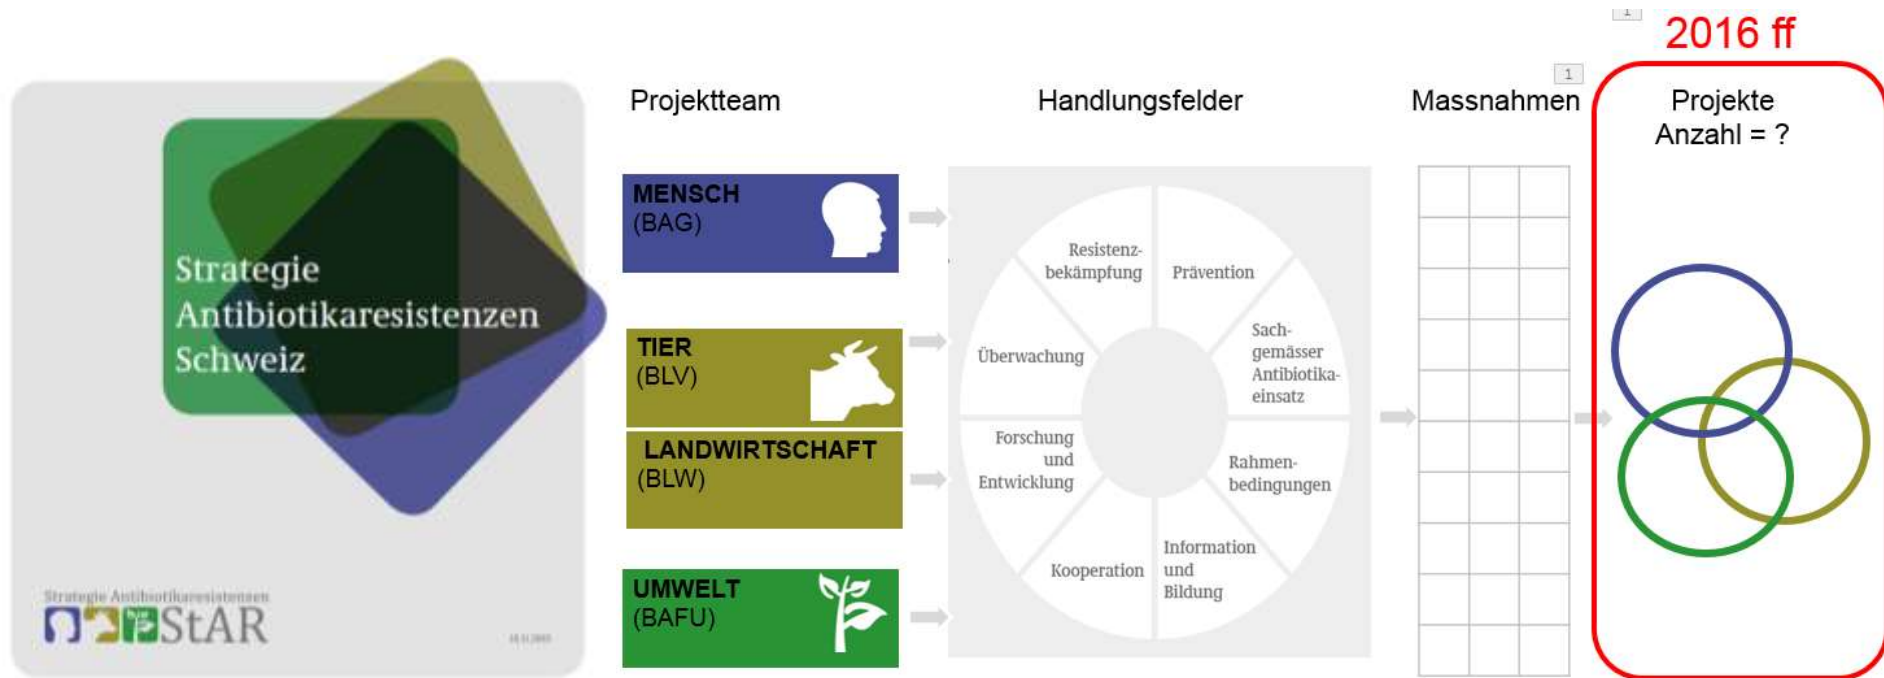 Strategie
Antibiotikaresistenzen
Schweiz
Strategie Antibiotikaresistenzen
StAR
Projektteam
MENSCH
(BAG)
TIER
(BLV)
LANDWIRTSCHAFT
(BLW)
UMWELT
(BAFU)
Handlungsfelder
Resistenz-
bekämpfung
Prävention
Sach-
gemässer
Antibiotika-
einsatz
Rahmen-
bedingungen
Information
und
Bildung
Kooperation
Forschung
und
Entwicklung
Überwachung
1
Massnahmen
1
2016 ff
Projekte
Anzahl = ?